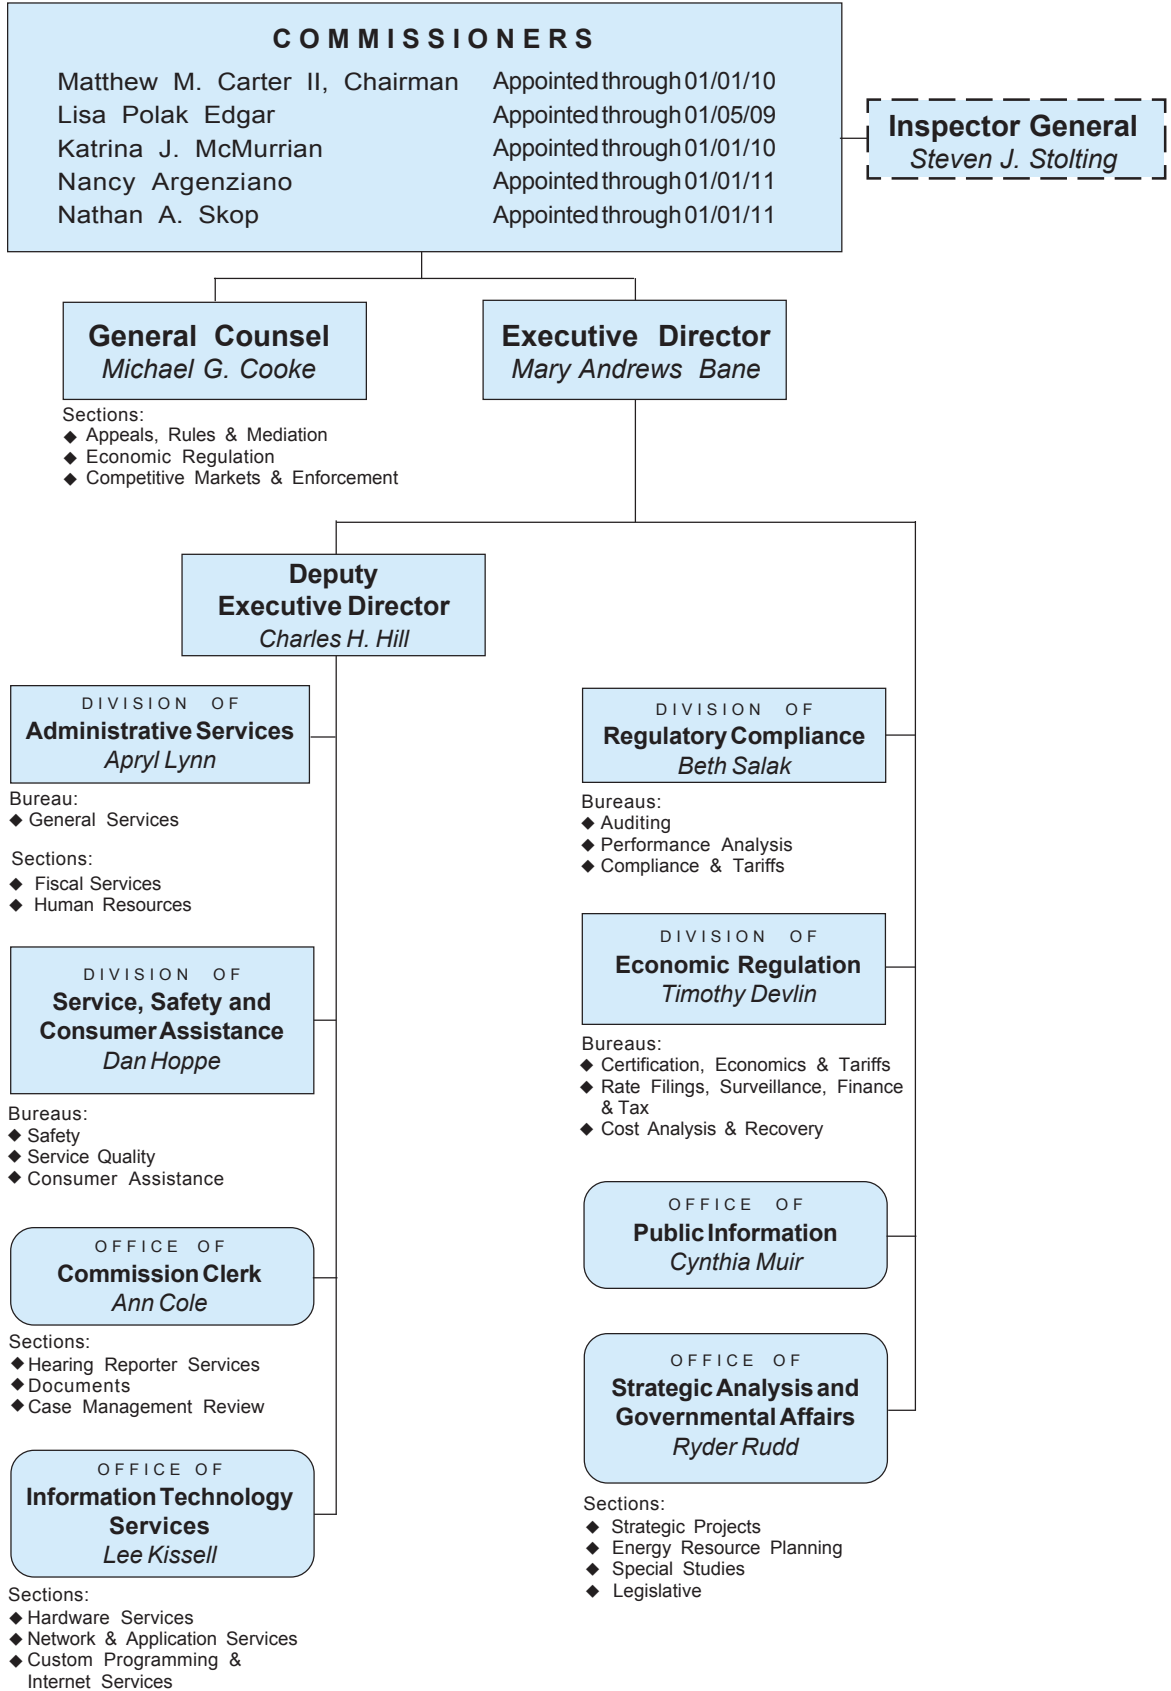 COMMISSIONERS
Matthew M. Carter II, Chairman Appointed through 01/01/10
Lisa Polak Edgar Appointed through 01/05/09
Katrina J. McMurrian Appointed through 01/01/10
Nancy Argenziano Appointed through 01/01/11
Nathan A. Skop Appointed through 01/01/11
Inspector General
Steven J. Stolting
General Counsel
Michael G. Cooke
Sections:
◆ Appeals, Rules & Mediation
◆ Economic Regulation
◆ Competitive Markets & Enforcement
Executive Director
Mary Andrews Bane
Deputy
Executive Director
Charles H. Hill
DIVISION OF
Administrative Services
Apryl Lynn
Bureau:
◆ General Services
Sections:
◆ Fiscal Services
◆ Human Resources
DIVISION OF
Service, Safety and
Consumer Assistance
Dan Hoppe
Bureaus:
◆ Safety
◆ Service Quality
◆ Consumer Assistance
OFFICE OF
Commission Clerk
Ann Cole
Sections:
◆ Hearing Reporter Services
◆ Documents
◆ Case Management Review
OFFICE OF
Information Technology
Services
Lee Kissell
Sections:
◆ Hardware Services
◆ Network & Application Services
◆ Custom Programming &
Internet Services
DIVISION OF
Regulatory Compliance
Beth Salak
Bureaus:
◆ Auditing
◆ Performance Analysis
◆ Compliance & Tariffs
DIVISION OF
Economic Regulation
Timothy Devlin
Bureaus:
◆ Certification, Economics & Tariffs
◆ Rate Filings, Surveillance, Finance
& Tax
◆ Cost Analysis & Recovery
OFFICE OF
Public Information
Cynthia Muir
OFFICE OF
Strategic Analysis and
Governmental Affairs
Ryder Rudd
Sections:
◆ Strategic Projects
◆ Energy Resource Planning
◆ Special Studies
◆ Legislative